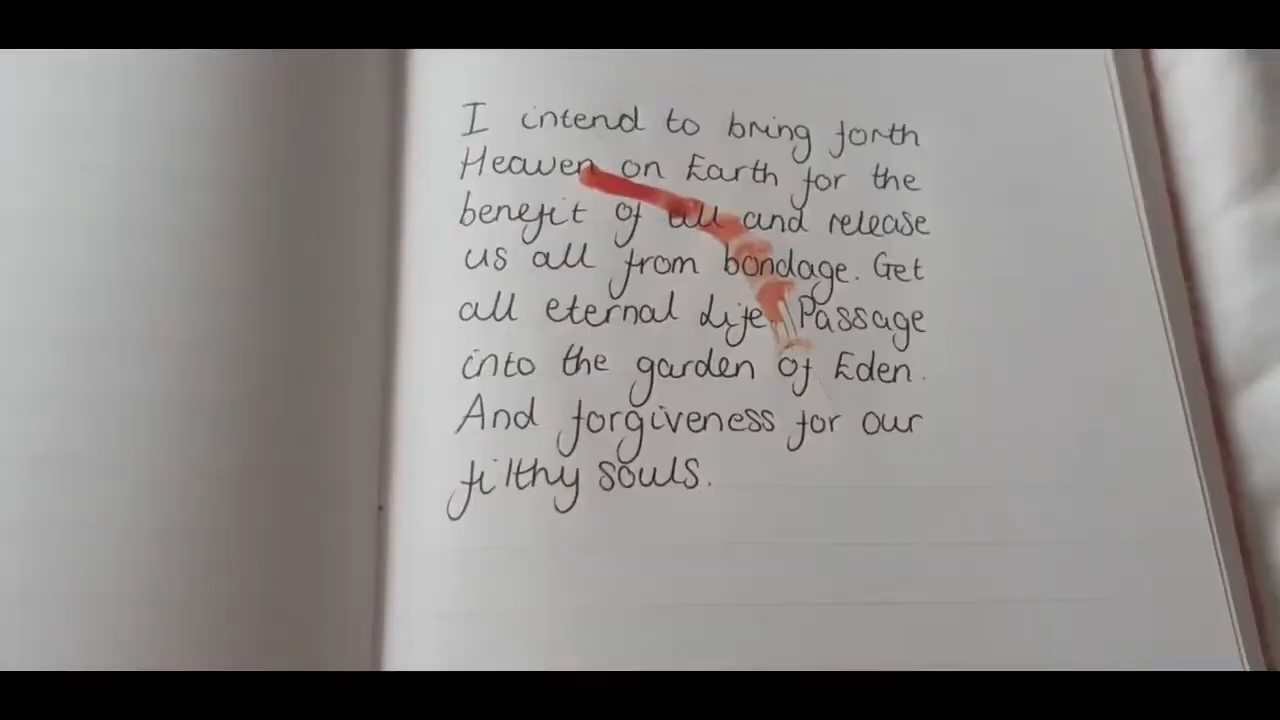 I intend to bring forth
Heaven on Earth for the
benefit of all and release
us all from bondage. Get
all eternal Life. Passage
into the garden of Eden.
And forgiveness for our
filthy souls.